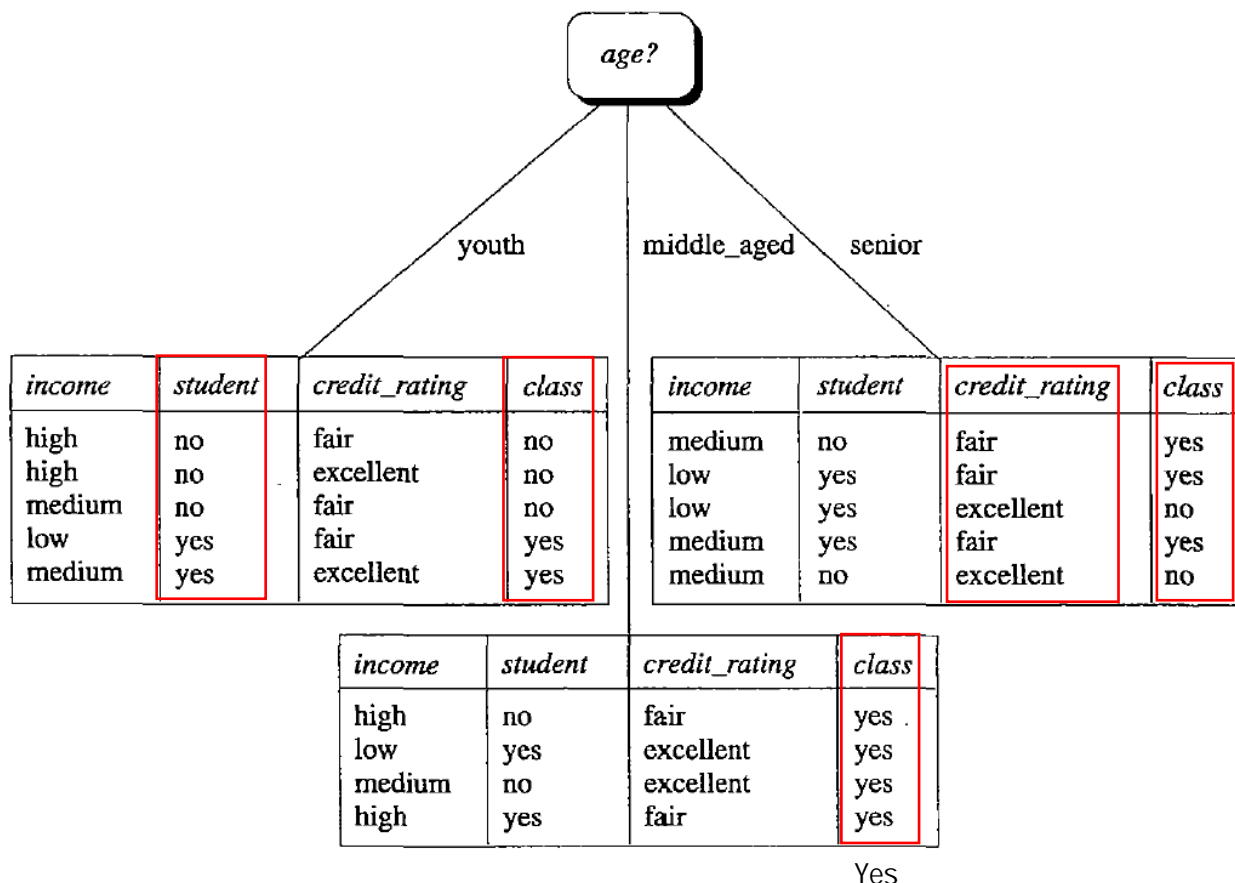 age?
youth
middle_aged
senior
income student credit_rating class
high no fair no
high no excellent no
medium no fair no
low yes fair yes
medium yes excellent yes
income student credit_rating class
medium no fair yes
low yes fair yes
low yes excellent no
medium yes fair yes
medium no excellent no
income student credit_rating class
high no fair yes
low yes excellent yes
medium no excellent yes
high yes fair yes
Yes